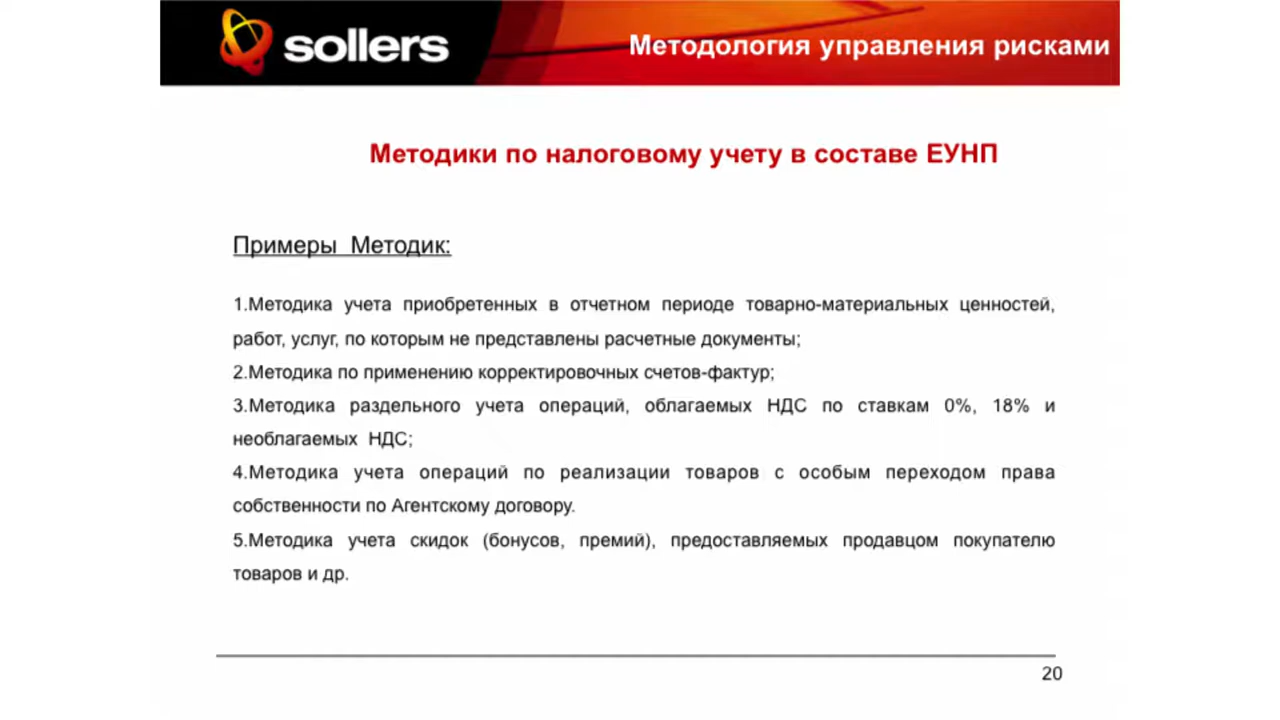 sollers
Методология управления рисками
Методики по налоговому учету в составе ЕУНП
Примеры Методик:
1.Методика учета приобретенных в отчетном периоде товарно-материальных ценностей,
работ, услуг, по которым не представлены расчетные документы;
2.Методика по применению корректировочных счетов-фактур;
3.Методика раздельного учета операций, облагаемых НДС по ставкам 0%, 18% и
необлагаемых НДС;
4.Методика учета операций по реализации товаров с особым переходом права
собственности по Агентскому договору.
5.Методика учета скидок (бонусов, премий), предоставляемых продавцом покупателю
товаров и др.
20